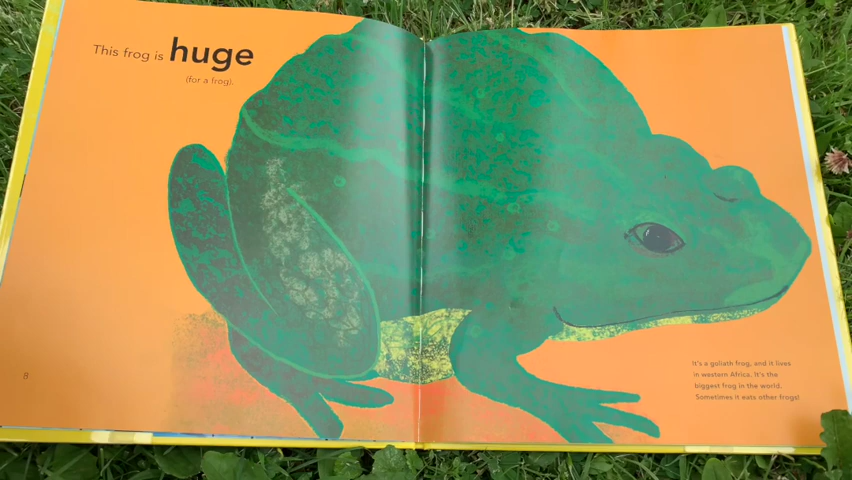 This frog is huge
(for a frog).
It's a goliath frog, and it lives
in western Africa. It's the
biggest frog in the world.
Sometimes it eats other frogs!
8